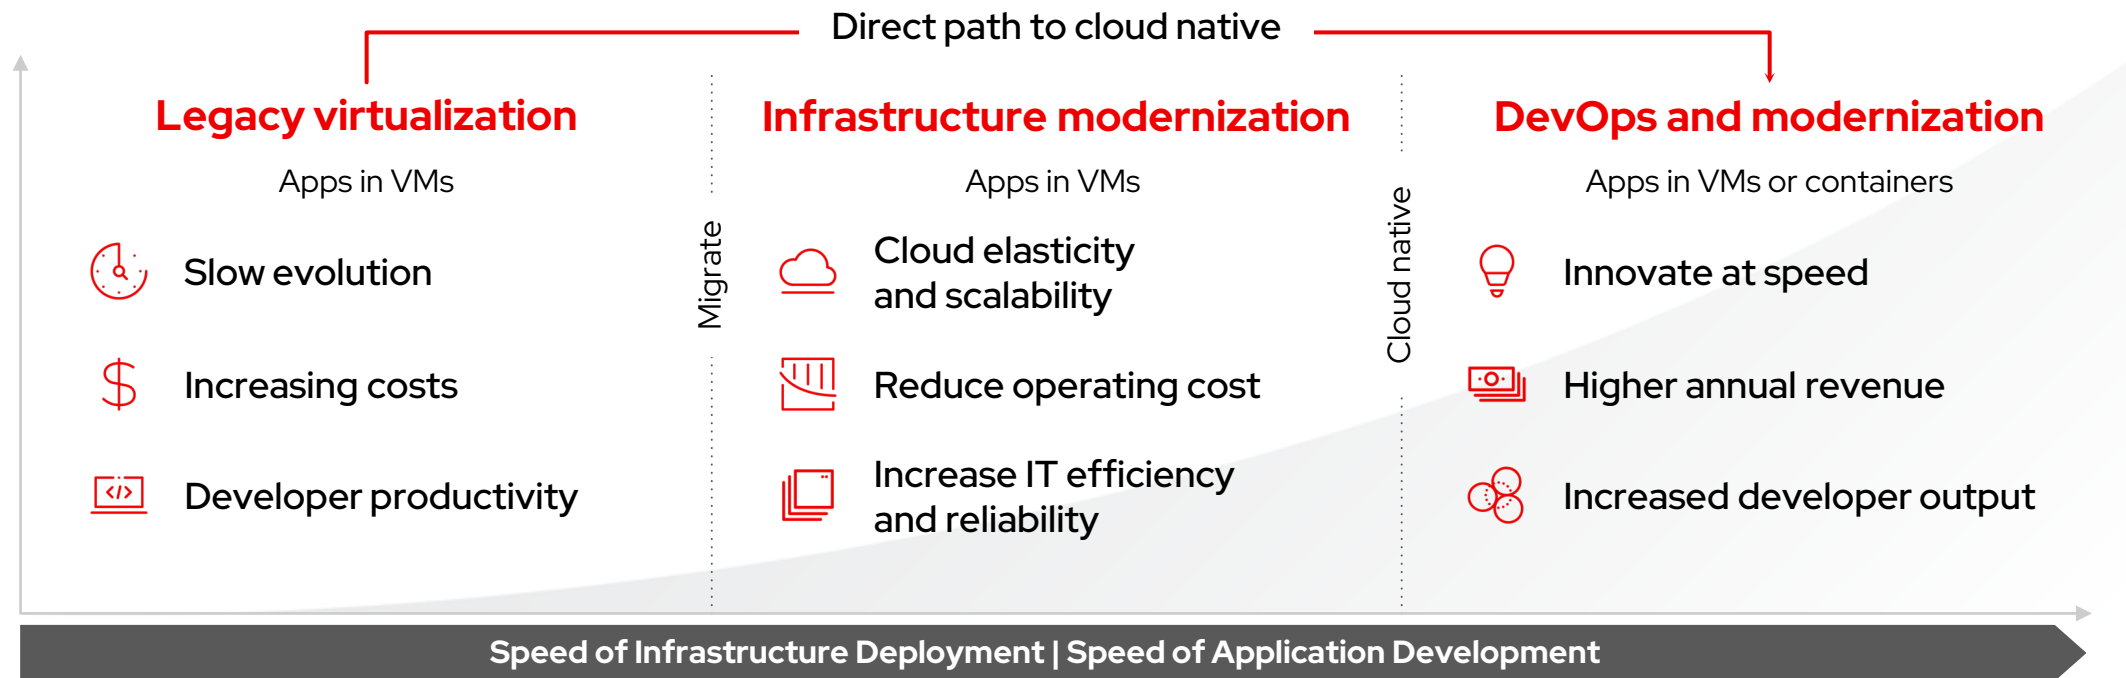 Direct path to cloud native
Legacy virtualization
Apps in VMs
Slow evolution
Increasing costs
Developer productivity
Migrate
Infrastructure modernization
Apps in VMs
Cloud elasticity
and scalability
Reduce operating cost
Increase IT efficiency
and reliability
Cloud native
DevOps and modernization
Apps in VMs or containers
Innovate at speed
Higher annual revenue
Increased developer output
Speed of Infrastructure Deployment | Speed of Application Development